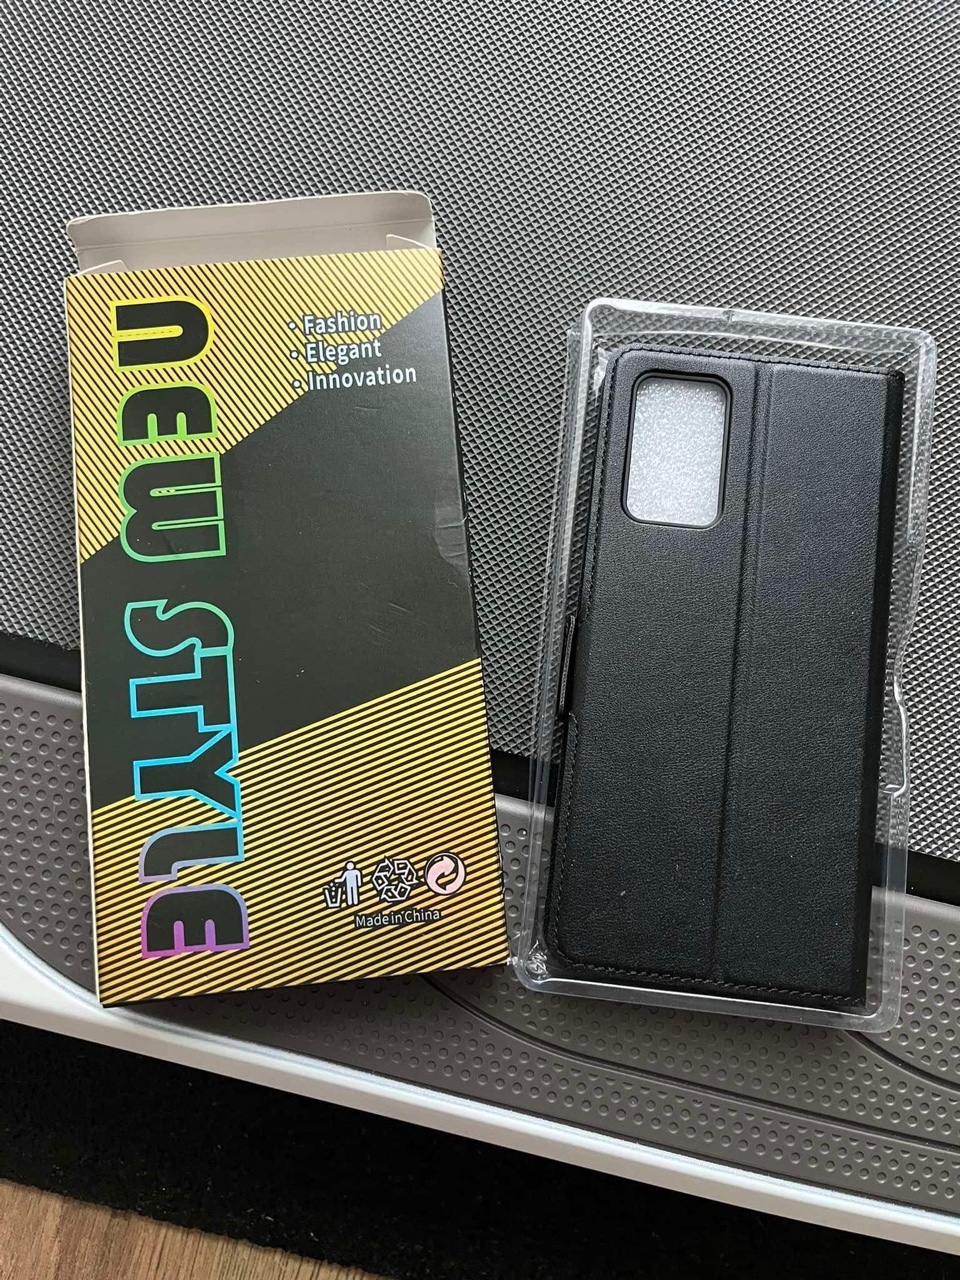 NEW STYLE
• Fashion
• Elegant
• Innovation
Made in China